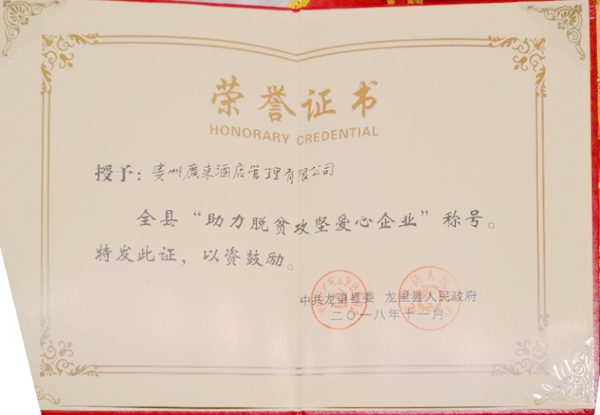 荣誉证书
HONORARY CREDENTIAL
授予：贵州廣来酒店管理有限公司
全县“助力脱贫攻坚爱心企业”称号。
特发此证，以资鼓励。
中共龙里县委 龙里县人民政府
二〇一八年十一月